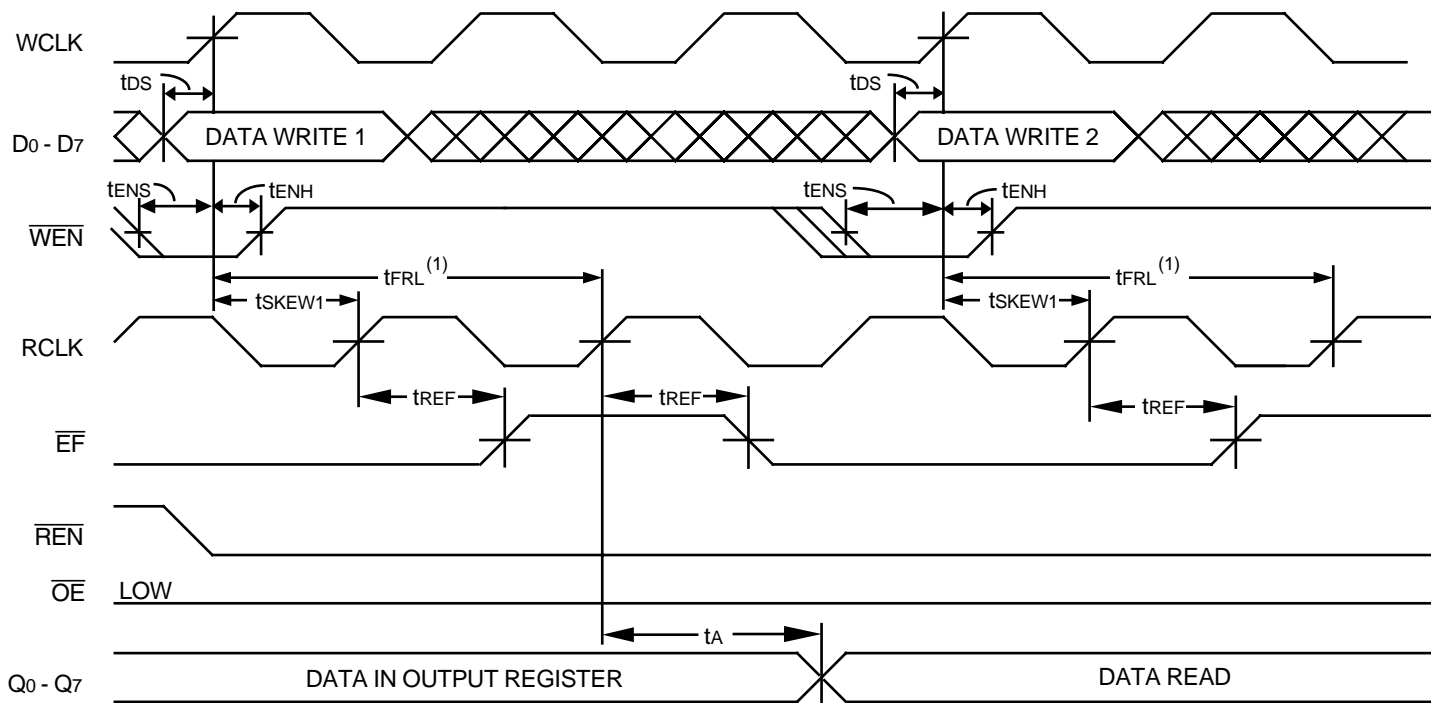 WCLK
tDS tDS
D0 - D7 DATA WRITE 1 DATA WRITE 2
tENS tENH tENS tENH
WEN
tFRL(1) tFRL(1)
tSKEW1 tSKEW1
RCLK
tREF tREF tREF
EF
REN
OE LOW
tA
Q0 - Q7 DATA IN OUTPUT REGISTER DATA READ